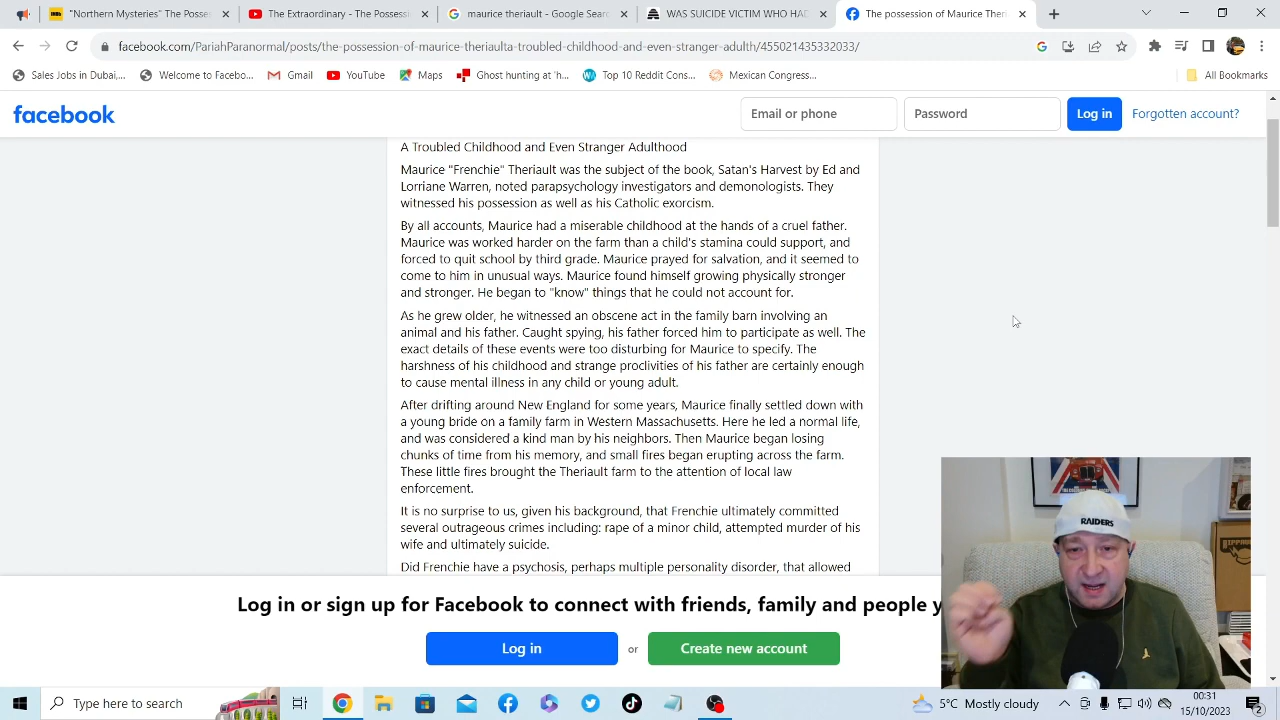 "Northern Mysteries" The Posse
The Extraordinary - The Possessi
maurice theriault - Google Sear
WAS SUICIDE VICTIM WHO HAD
The possession of Maurice Ther
facebook.com/PariahParanormal/posts/the-possession-of-maurice-theriaulta-troubled-childhood-and-even-stranger-adulth/455021435332033/
Sales Jobs in Dubai,...
Welcome to Facebo...
Gmail
YouTube
Maps
Ghost hunting at 'h...
Top 10 Reddit Cons...
Mexican Congress...
All Bookmarks
facebook
Email or phone
Password
Log in
Forgotten account?
A Troubled Childhood and Even Stranger Adulthood
Maurice "Frenchie" Theriault was the subject of the book, Satan's Harvest by Ed and
Lorriane Warren, noted parapsychology investigators and demonologists. They
witnessed his possession as well as his Catholic exorcism.
By all accounts, Maurice had a miserable childhood at the hands of a cruel father.
Maurice was worked harder on the farm than a child's stamina could support, and
forced to quit school by third grade. Maurice prayed for salvation, and it seemed to
come to him in unusual ways. Maurice found himself growing physically stronger
and stronger. He began to "know" things that he could not account for.
As he grew older, he witnessed an obscene act in the family barn involving an
animal and his father. Caught spying, his father forced him to participate as well. The
exact details of these events were too disturbing for Maurice to specify. The
harshness of his childhood and strange proclivities of his father are certainly enough
to cause mental illness in any child or young adult.
After drifting around New England for some years, Maurice finally settled down with
a young bride on a family farm in Western Massachusetts. Here he led a normal life,
and was considered a kind man by his neighbors. Then Maurice began losing
chunks of time from his memory, and small fires began erupting across the farm.
These little fires brought the Theriault farm to the attention of local law
enforcement.
It is no surprise to us, given his background, that Frenchie ultimately committed
several outrageous crimes including: rape of a minor child, attempted murder of his
wife and ultimately suicide.
Did Frenchie have a psychosis, perhaps multiple personality disorder, that allowed
Log in or sign up for Facebook to connect with friends, family and people y
Log in
or
Create new account
RAIDERS
Type here to search
5°C Mostly cloudy
00:31
15/10/2023
2